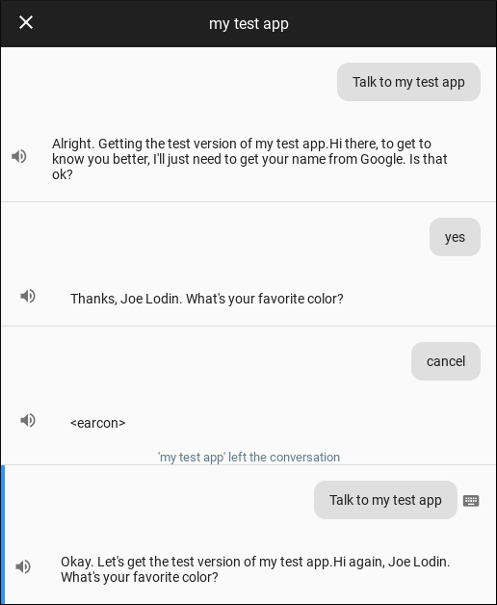 my test app
Talk to my test app
Alright. Getting the test version of my test app.Hi there, to get to
know you better, I'll just need to get your name from Google. Is that
ok?
yes
Thanks, Joe Lodin. What's your favorite color?
cancel
<earcon>
'my test app' left the conversation
Talk to my test app
Okay. Let's get the test version of my test app.Hi again, Joe Lodin.
What's your favorite color?